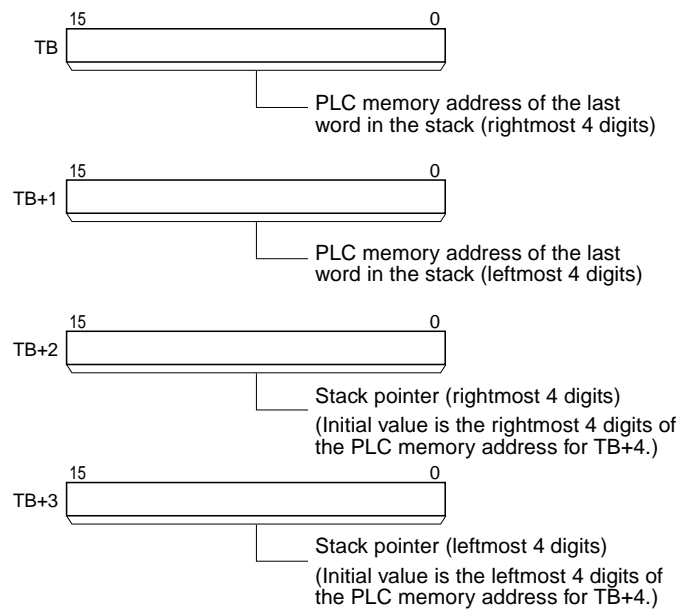 15 0
TB
PLC memory address of the last
word in the stack (rightmost 4 digits)
15 0
TB+1
PLC memory address of the last
word in the stack (leftmost 4 digits)
15 0
TB+2
Stack pointer (rightmost 4 digits)
(Initial value is the rightmost 4 digits of
the PLC memory address for TB+4.)
15 0
TB+3
Stack pointer (leftmost 4 digits)
(Initial value is the leftmost 4 digits of
the PLC memory address for TB+4.)